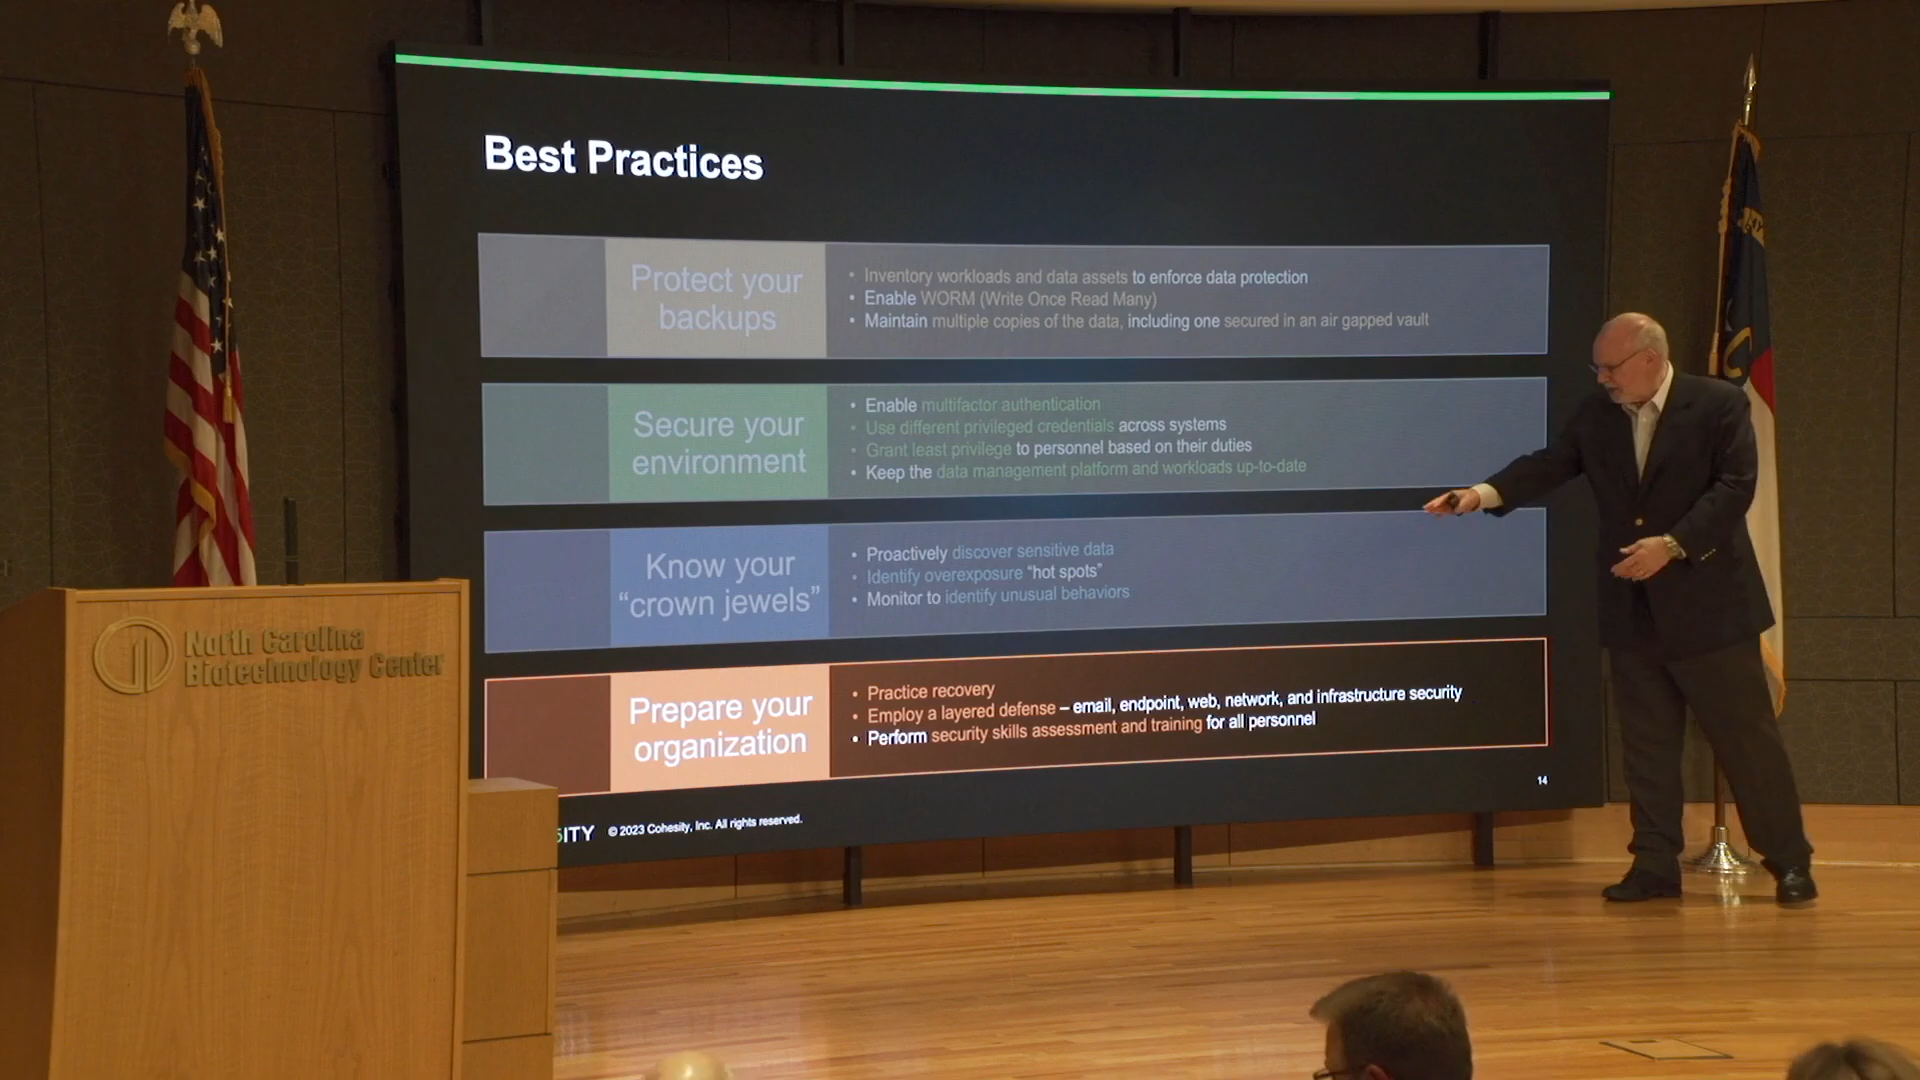 Best Practices
Protect your
backups
• Inventory workloads and data assets to enforce data protection
• Enable WORM (Write Once Read Many)
• Maintain multiple copies of the data, including one secured in an air gapped vault
Secure your
environment
• Enable multifactor authentication
• Use different privileged credentials across systems
• Grant least privilege to personnel based on their duties
• Keep the data management platform and workloads up-to-date
Know your
“crown jewels”
• Proactively discover sensitive data
• Identify overexposure “hot spots”
• Monitor to identify unusual behaviors
Prepare your
organization
• Practice recovery
• Employ a layered defense – email, endpoint, web, network, and infrastructure security
• Perform security skills assessment and training for all personnel
14
SITY © 2023 Cohesity, Inc. All rights reserved.
North Carolina
Biotechnology Center